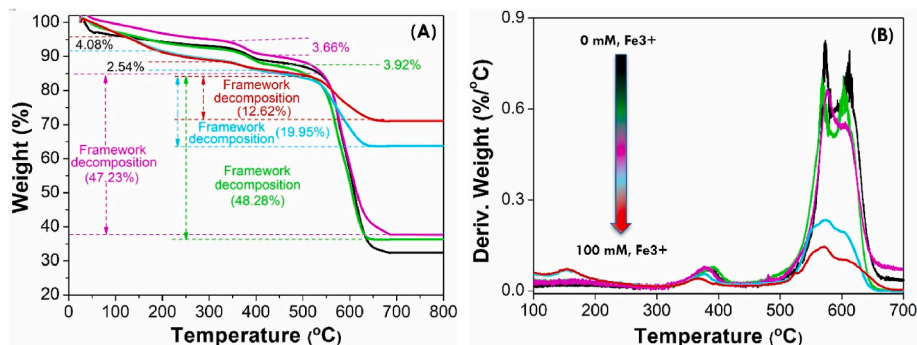 (A)
100
90
80
70
60
50
40
30
20
Weight (%)
4.08%
2.54%
3.66%
3.92%
Framework
decomposition
(12.62%)
Framework
decomposition
(19.95%)
Framework
decomposition
(47.23%)
Framework
decomposition
(48.28%)
0 100 200 300 400 500 600 700 800
Temperature (ºC)
(B)
0.9
0.6
0.3
0.0
Deriv. Weight (%/ºC)
0 mM, Fe3+
100 mM, Fe3+
100 200 300 400 500 600 700
Temperature (ºC)